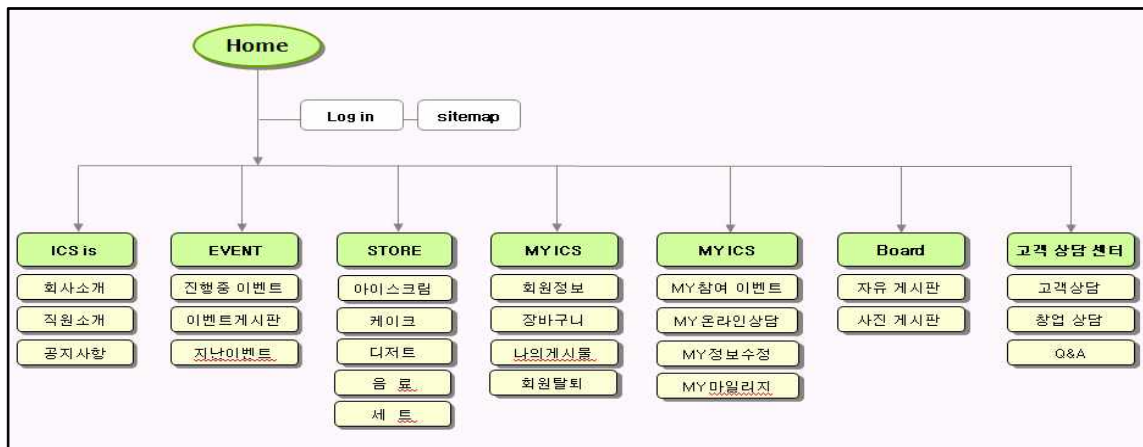 Home
Log in
sitemap
ICS is
EVENT
STORE
MY ICS
MY ICS
Board
고객 상담 센터
회사소개
진행중 이벤트
아이스크림
회원정보
MY참여 이벤트
자유 게시판
고객상담
직원소개
이벤트게시판
케이크
장바구니
MY온라인상담
사진 게시판
창업 상담
공지사항
지난이벤트
디저트
나의게시물
MY정보수정
Q&A
음 료
회원탈퇴
MY마일리지
세 트